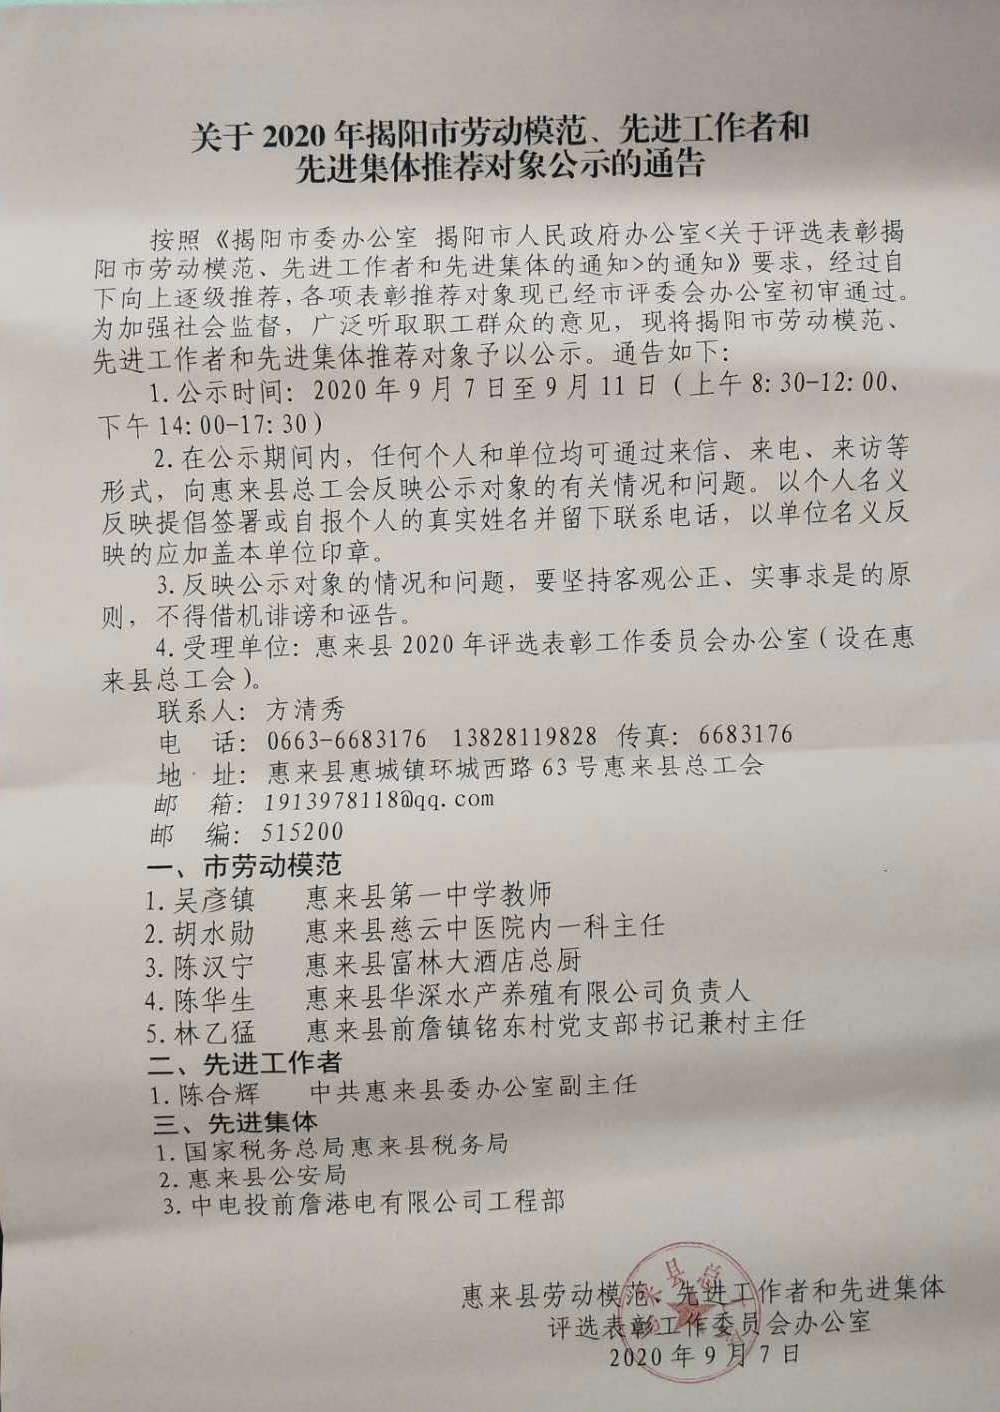 关于 2020 年揭阳市劳动模范、先进工作者和
先进集体推荐对象公示的通告
按照《揭阳市委办公室 揭阳市人民政府办公室<关于评选表彰揭
阳市劳动模范、先进工作者和先进集体的通知>的通知》要求，经过自
下向上逐级推荐，各项表彰推荐对象现已经市评委会办公室初审通过。
为加强社会监督，广泛听取职工群众的意见，现将揭阳市劳动模范、
先进工作者和先进集体推荐对象予以公示。通告如下：
1.公示时间：2020 年 9 月 7 日至 9 月 11 日（上午 8:30-12:00、
下午 14:00-17:30）
2.在公示期间内，任何个人和单位均可通过来信、来电、来访等
形式，向惠来县总工会反映公示对象的有关情况和问题。以个人名义
反映提倡签署或自报个人的真实姓名并留下联系电话，以单位名义反
映的应加盖本单位印章。
3.反映公示对象的情况和问题，要坚持客观公正、实事求是的原
则，不得借机诽谤和诬告。
4.受理单位：惠来县 2020 年评选表彰工作委员会办公室（设在惠
来县总工会）。
联系人：方清秀
电 话：0663-6683176 13828119828 传真：6683176
地 址：惠来县惠城镇环城西路 63 号惠来县总工会
邮 箱：1913978118@qq.com
邮 编：515200
一、市劳动模范
1.吴彦镇 惠来县第一中学教师
2.胡水勋 惠来县慈云中医院内一科主任
3.陈汉宁 惠来县富林大酒店总厨
4.陈华生 惠来县华深水产养殖有限公司负责人
5.林乙猛 惠来县前詹镇铭东村党支部书记兼村主任
二、先进工作者
1.陈合辉 中共惠来县委办公室副主任
三、先进集体
1.国家税务总局惠来县税务局
2.惠来县公安局
3.中电投前詹港电有限公司工程部
惠来县劳动模范、先进工作者和先进集体
评选表彰工作委员会办公室
2020 年 9 月 7 日